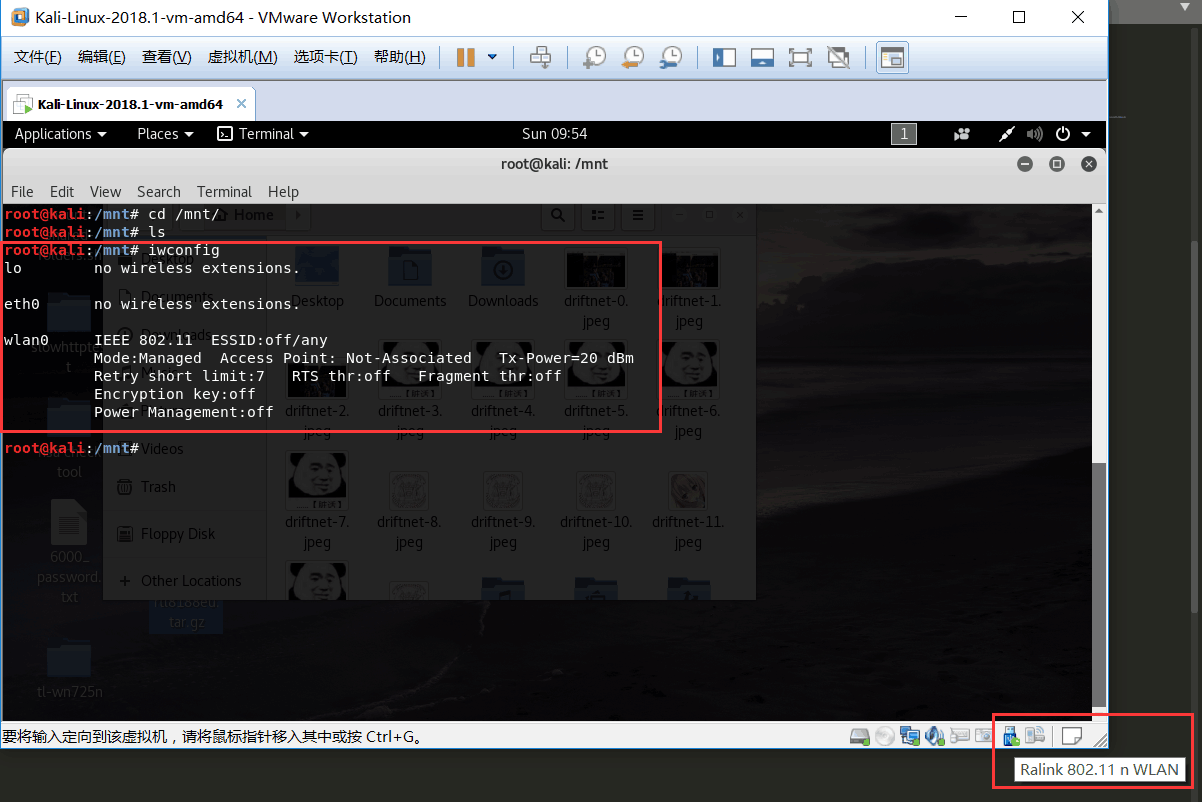 Kali-Linux-2018.1-vm-amd64 - VMware Workstation
文件(F) 编辑(E) 查看(V) 虚拟机(M) 选项卡(T) 帮助(H)
Kali-Linux-2018.1-vm-amd64
Applications Places Terminal Sun 09:54 1
root@kali: /mnt
File Edit View Search Terminal Help
root@kali:/mnt# cd /mnt/
Home
root@kali:/mnt# ls
root@kali:/mnt# iwconfig
lo no wireless extensions.
Desktop
eth0 no wireless extensions.
Documents
Desktop Documents Downloads driftnet-0.jpeg driftnet-1.jpeg
wlan0 IEEE 802.11 ESSID:off/any
Downloads
Mode:Managed Access Point: Not-Associated Tx-Power=20 dBm
Retry short limit:7 RTS thr:off Fragment thr:off
Encryption key:off
Power Management:off
driftnet-2.jpeg driftnet-3.jpeg driftnet-4.jpeg driftnet-5.jpeg driftnet-6.jpeg
root@kali:/mnt#
Videos
tool
Trash
driftnet-7.jpeg driftnet-8.jpeg driftnet-9.jpeg driftnet-10.jpeg driftnet-11.jpeg
Floppy Disk
6000_
password.
txt
Other Locations
rtl8188eu.
tar.gz
tl-wn725n
要将输入定向到该虚拟机，请将鼠标指针移入其中或按 Ctrl+G。
Ralink 802.11 n WLAN